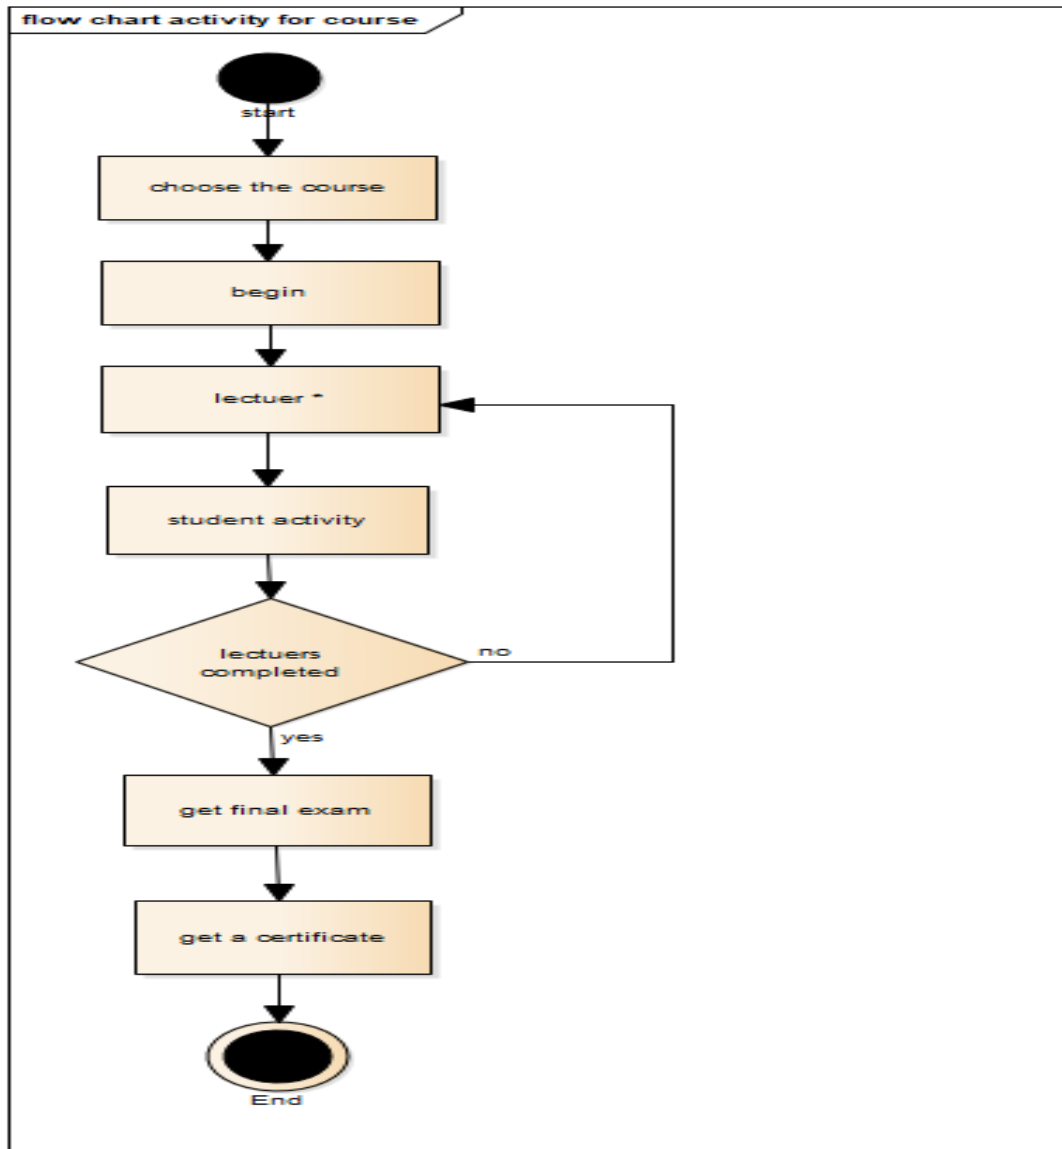 flow chart activity for course
start
choose the course
begin
lectuer *
student activity
lectuers
completed
no
yes
get final exam
get a certificate
End